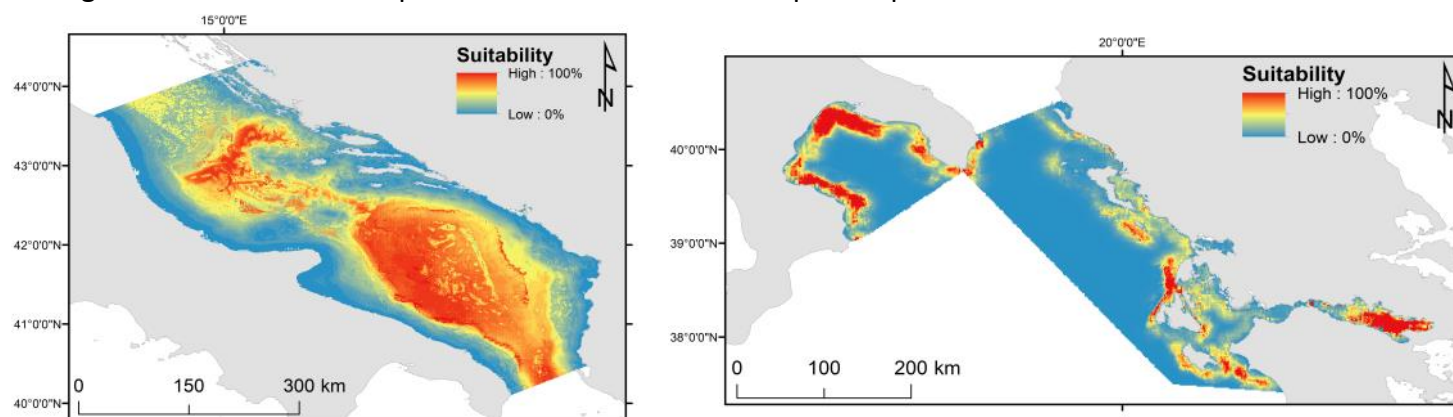 15°0'0"E
Suitability
High : 100%
Low : 0%
N
44°0'0"N
43°0'0"N
42°0'0"N
41°0'0"N
40°0'0"N
0 150 300 km
20°0'0"E
Suitability
High : 100%
Low : 0%
N
40°0'0"N
39°0'0"N
38°0'0"N
0 100 200 km